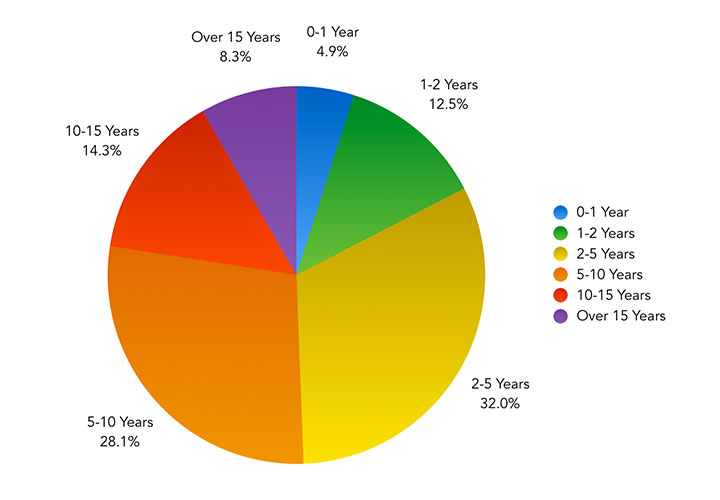 0-1 Year
4.9%
Over 15 Years
8.3%
1-2 Years
12.5%
10-15 Years
14.3%
0-1 Year
1-2 Years
2-5 Years
5-10 Years
10-15 Years
Over 15 Years
2-5 Years
32.0%
5-10 Years
28.1%